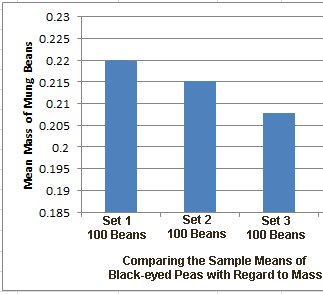 0.23
0.225
0.22
0.215
0.21
0.205
0.2
0.195
0.19
0.185
Mean Mass of Mung Beans
Set 1
100 Beans
Set 2
100 Beans
Set 3
100 Beans
Comparing the Sample Means of
Black-eyed Peas with Regard to Mass